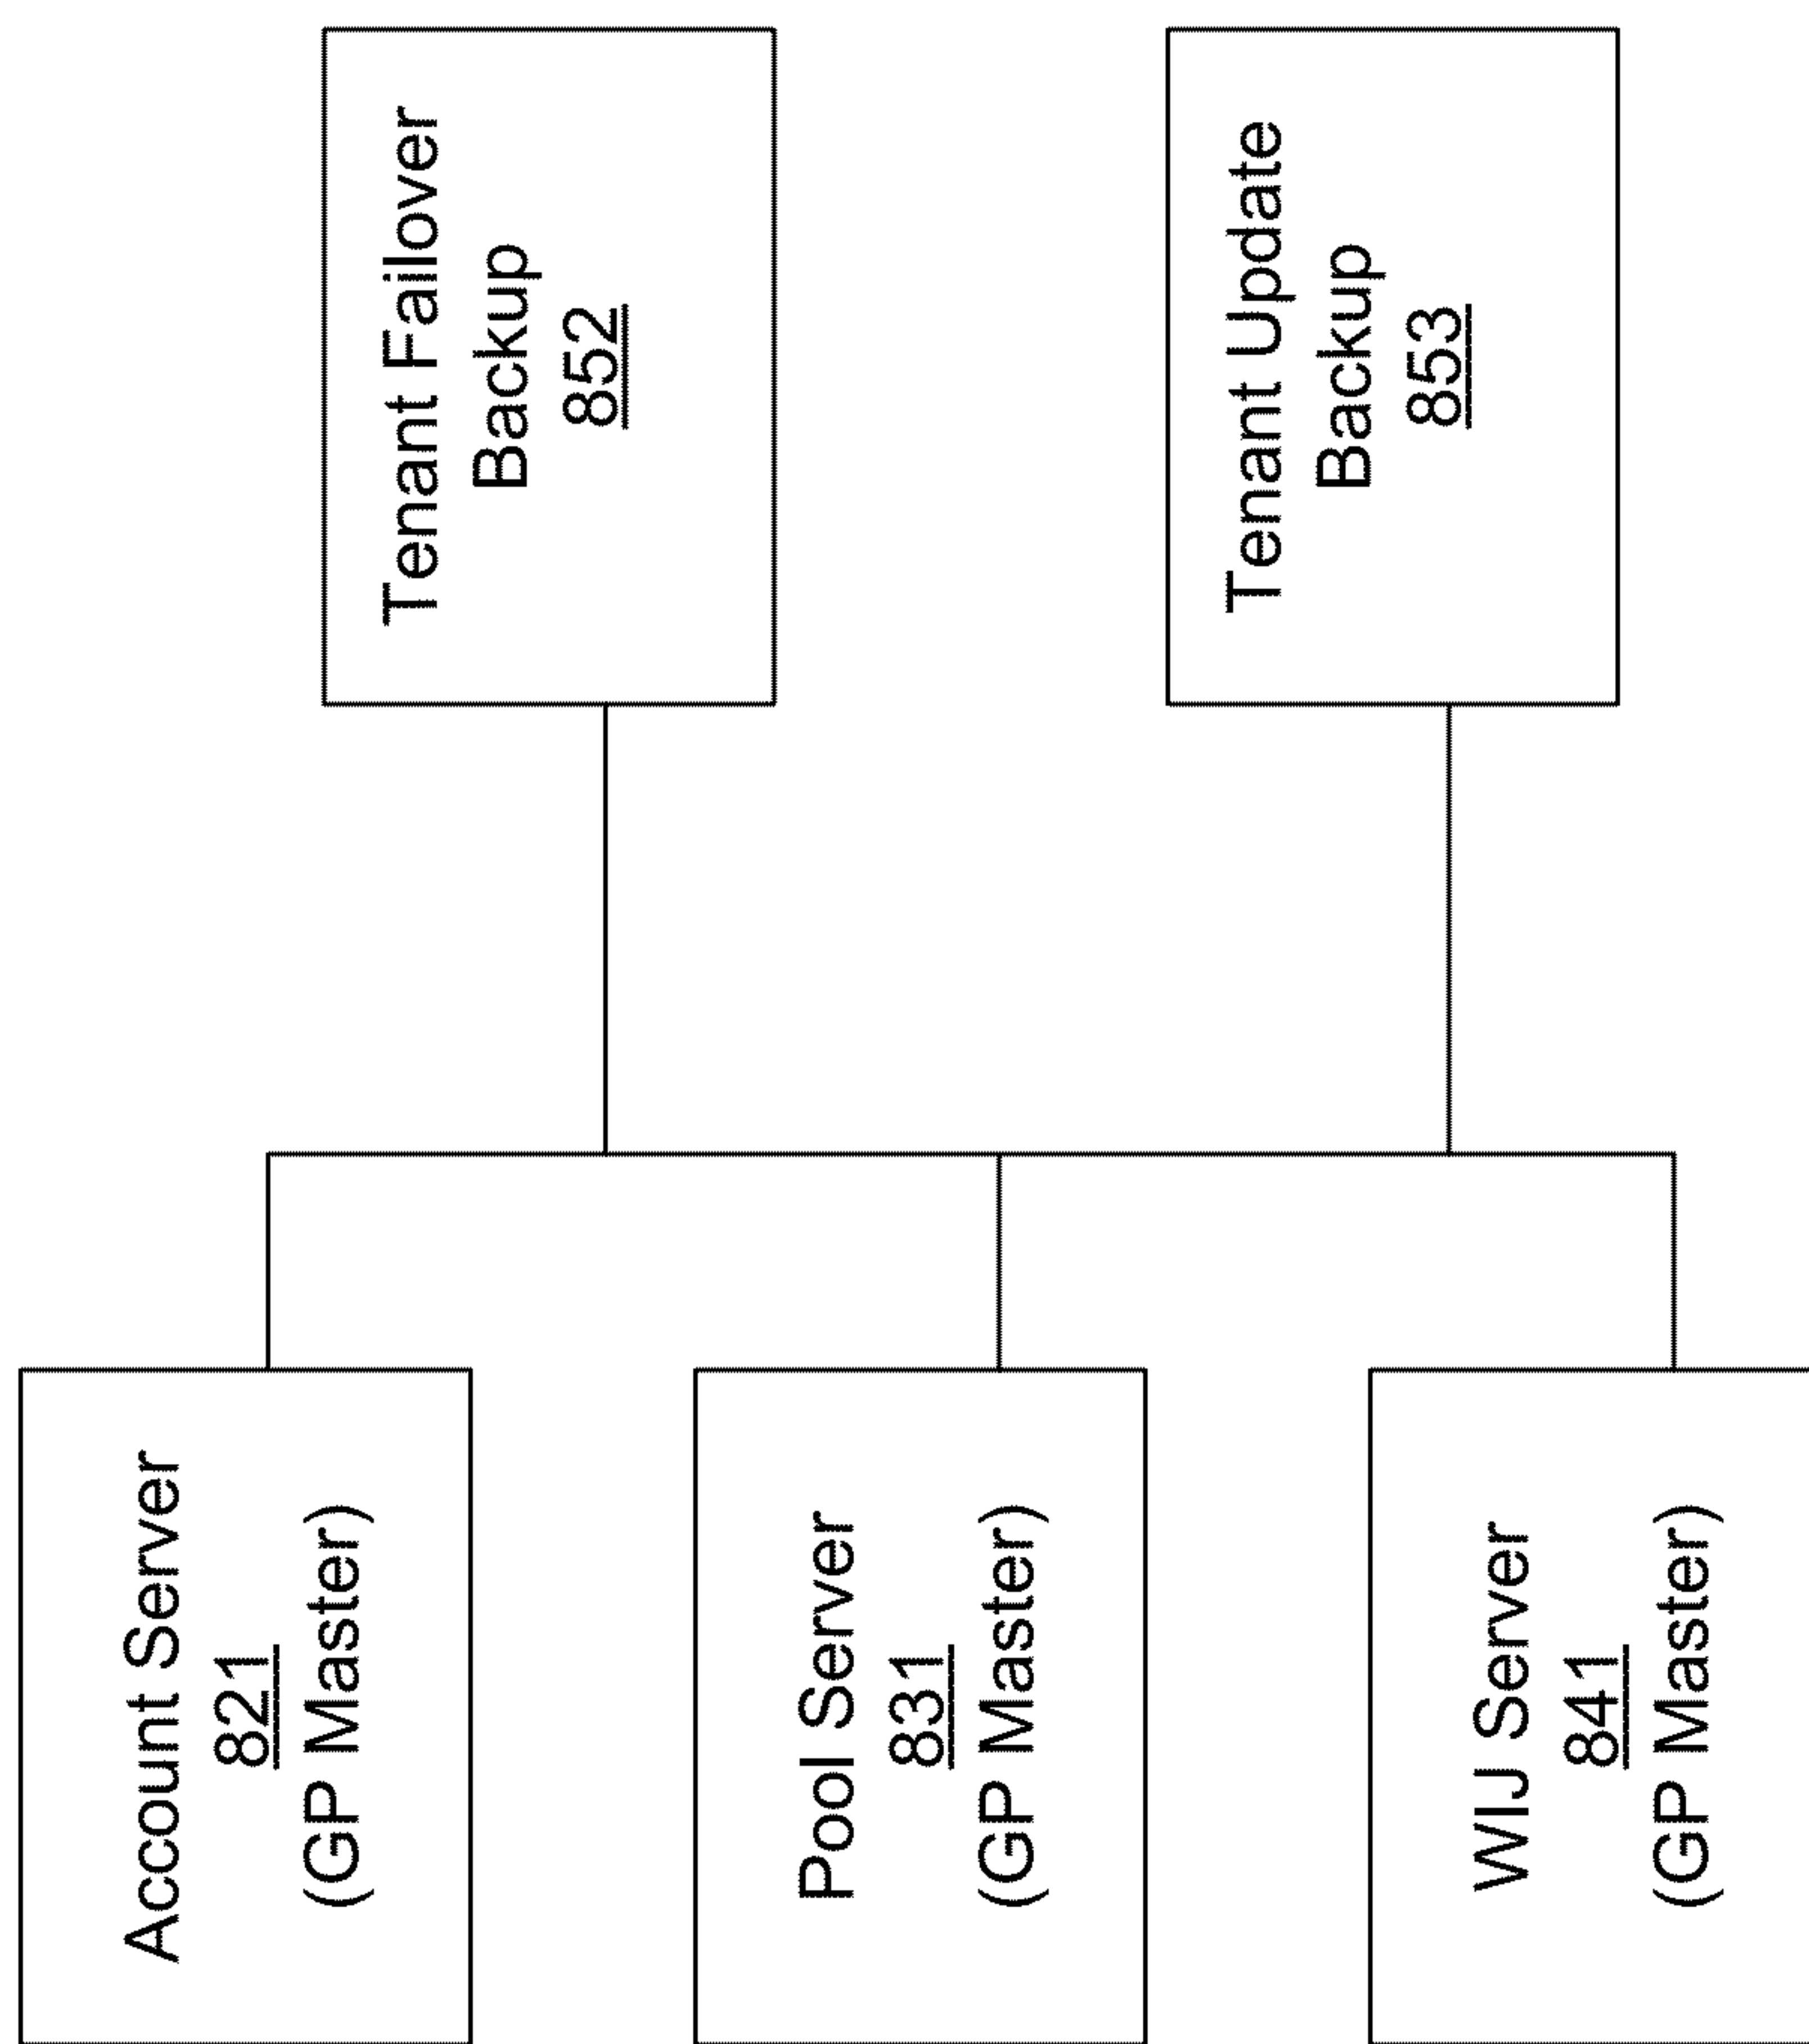 Account Server
821
(GP Master)
Pool Server
831
(GP Master)
WIJ Server
841
(GP Master)
Tenant Failover
Backup
852
Tenant Update
Backup
853